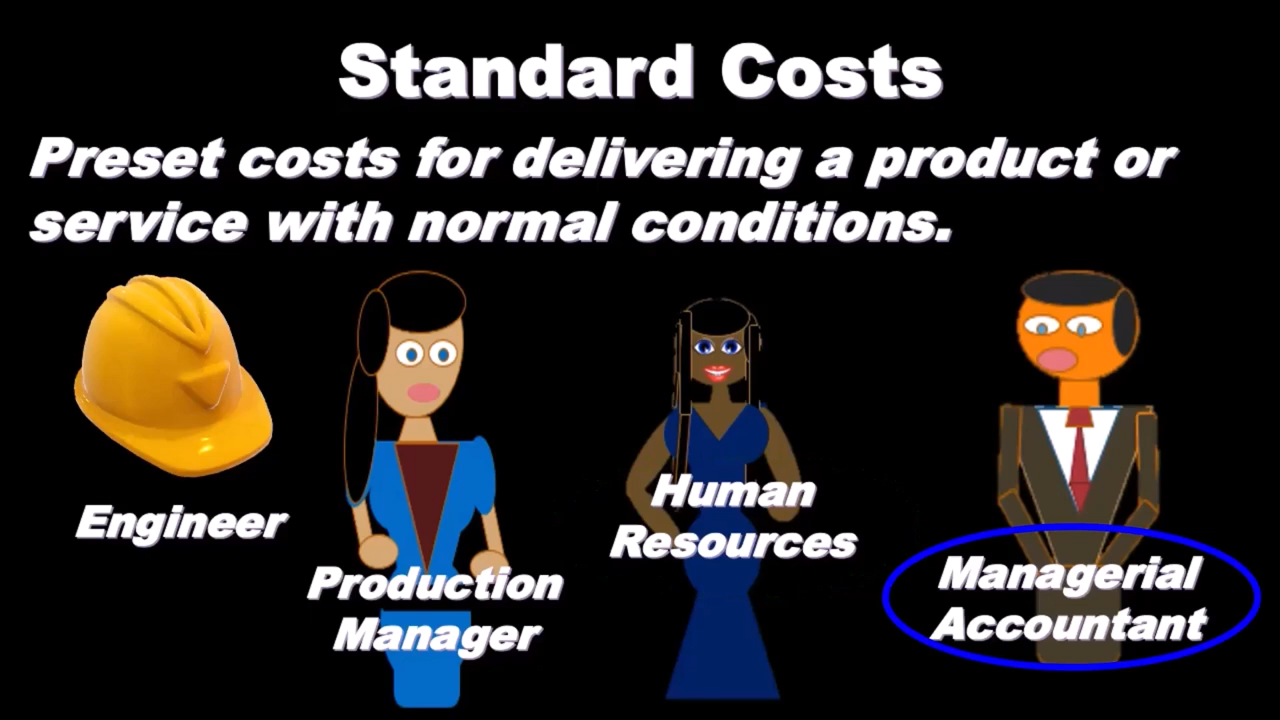 Standard Costs
Preset costs for delivering a product or
service with normal conditions.
Engineer
Production
Manager
Human
Resources
Managerial
Accountant